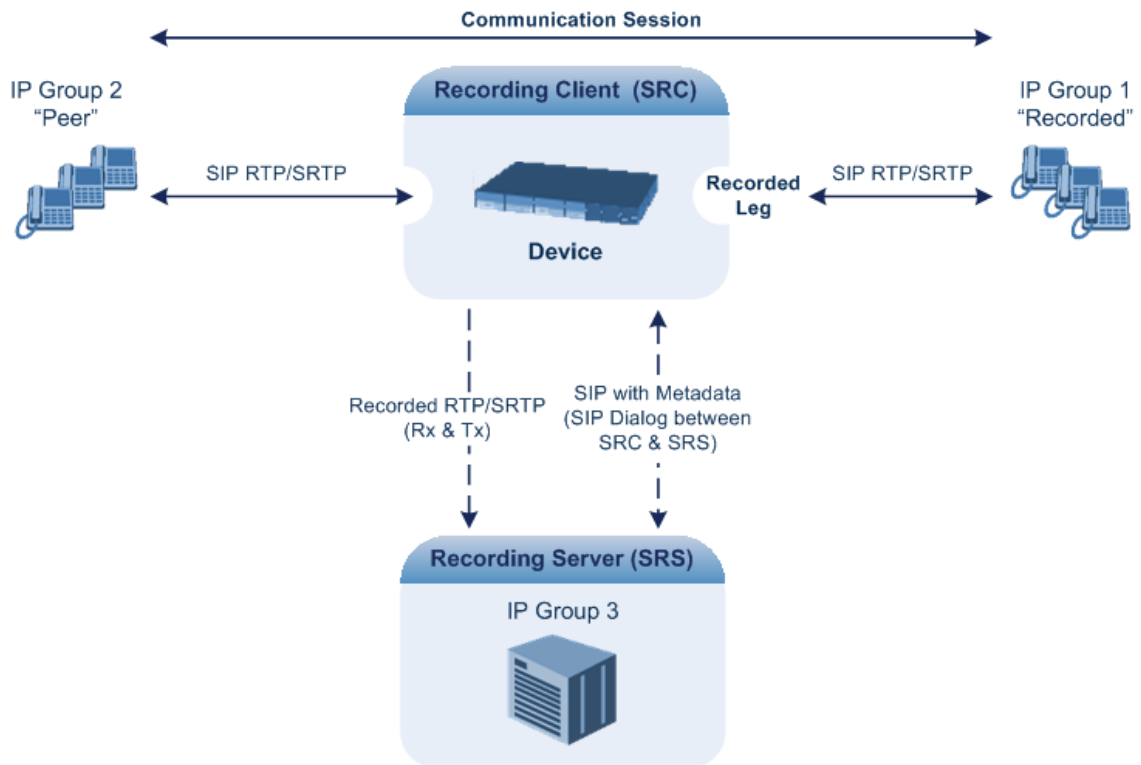 Communication Session
IP Group 2
“Peer”
Recording Client (SRC)
IP Group 1
“Recorded”
SIP RTP/SRTP
Recorded
Leg
SIP RTP/SRTP
Device
Recorded RTP/SRTP
(Rx & Tx)
SIP with Metadata
(SIP Dialog between
SRC & SRS)
Recording Server (SRS)
IP Group 3